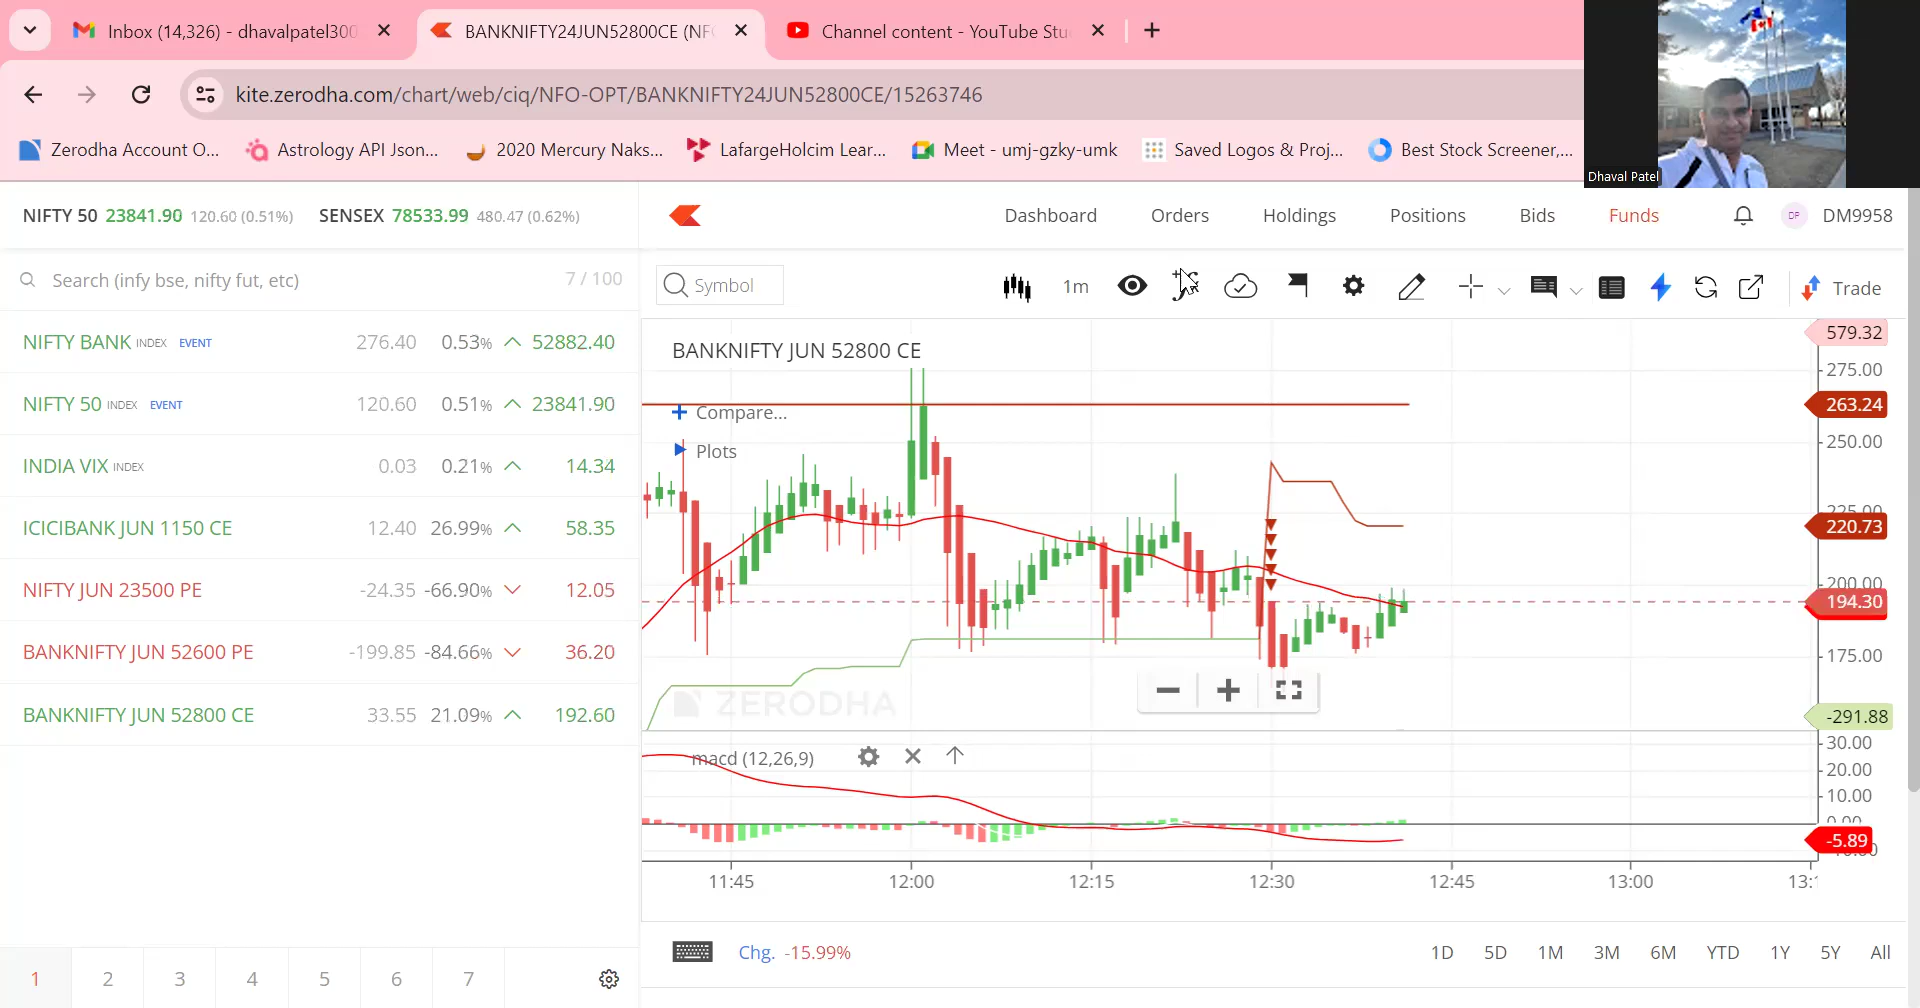 Inbox (14,326) - dhavalpatel300
BANKNIFTY24JUN52800CE (NF
Channel content - YouTube Stu
kite.zerodha.com/chart/web/ciq/NFO-OPT/BANKNIFTY24JUN52800CE/15263746
Zerodha Account O...
Astrology API Json...
2020 Mercury Naks...
LafargeHolcim Lear...
Meet - umj-gzky-umk
Saved Logos & Proj...
Best Stock Screener,...
Dhaval Patel
NIFTY 50 23841.90 120.60 (0.51%) SENSEX 78533.99 480.47 (0.62%)
Dashboard Orders Holdings Positions Bids Funds DP DM9958
Search (infy bse, nifty fut, etc) 7 / 100
NIFTY BANK INDEX EVENT 276.40 0.53% 52882.40
NIFTY 50 INDEX EVENT 120.60 0.51% 23841.90
INDIA VIX INDEX 0.03 0.21% 14.34
ICICIBANK JUN 1150 CE 12.40 26.99% 58.35
NIFTY JUN 23500 PE -24.35 -66.90% 12.05
BANKNIFTY JUN 52600 PE -199.85 -84.66% 36.20
BANKNIFTY JUN 52800 CE 33.55 21.09% 192.60
1 2 3 4 5 6 7
Symbol 1m Trade
BANKNIFTY JUN 52800 CE
Compare...
Plots
579.32
275.00
263.24
250.00
225.00
220.73
200.00
194.30
175.00
-291.88
ZERODHA
macd (12,26,9)
30.00
20.00
10.00
0.00
-5.89
11:45 12:00 12:15 12:30 12:45 13:00
Chg. -15.99%
1D 5D 1M 3M 6M YTD 1Y 5Y All